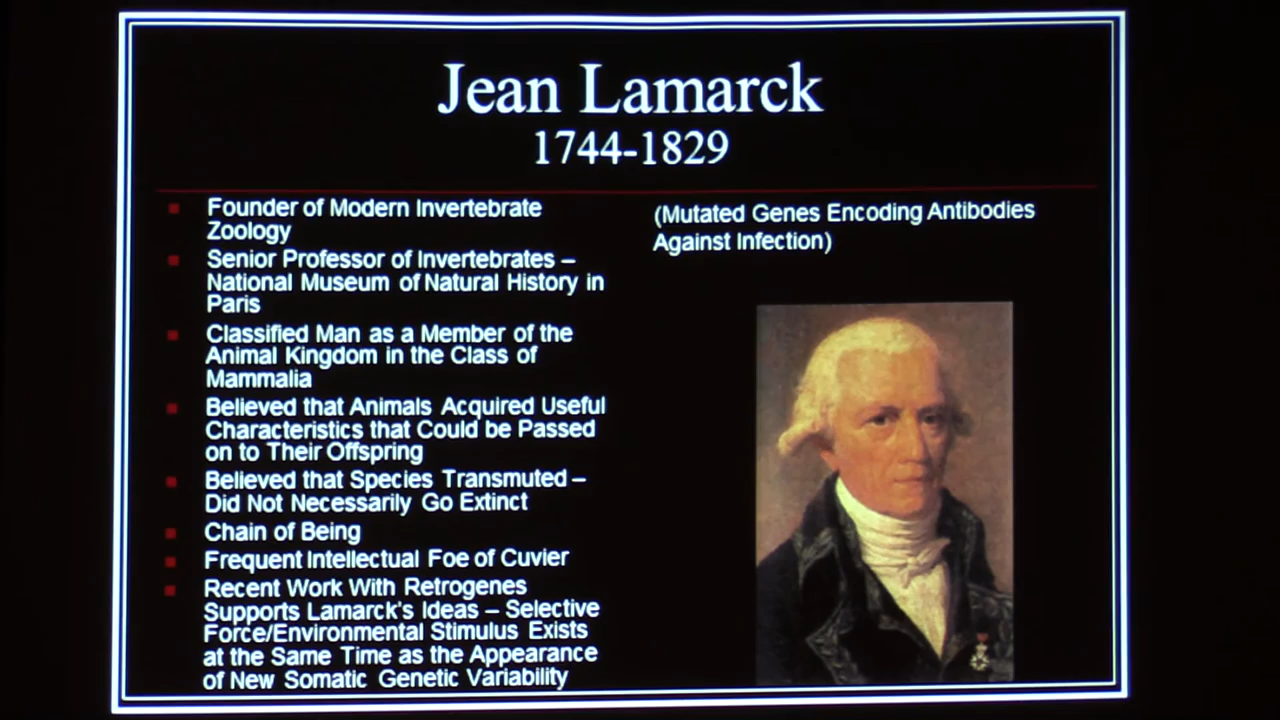 Jean Lamarck
1744-1829
Founder of Modern Invertebrate
Zoology
Senior Professor of Invertebrates –
National Museum of Natural History in
Paris
Classified Man as a Member of the
Animal Kingdom in the Class of
Mammalia
Believed that Animals Acquired Useful
Characteristics that Could be Passed
on to Their Offspring
Believed that Species Transmuted –
Did Not Necessarily Go Extinct
Chain of Being
Frequent Intellectual Foe of Cuvier
Recent Work With Retrogenes
Supports Lamarck's Ideas – Selective
Force/Environmental Stimulus Exists
at the Same Time as the Appearance
of New Somatic Genetic Variability
(Mutated Genes Encoding Antibodies
Against Infection)